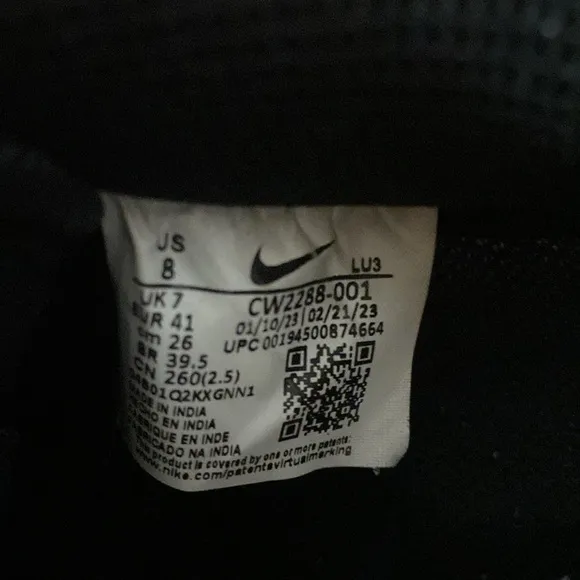 US
8
LU3
UK 7
EUR 41
cm 26
BR 39.5
CN 260(2.5)
CW2288-001
01/10/23 | 02/21/23
UPC 00194500874664
MADE IN INDIA
HECHO EN INDIA
FABRIQUE EN INDE
FABRICADO NA INDIA
The product is covered by one or more patents:
www.nike.com/patentsvirtualmarking